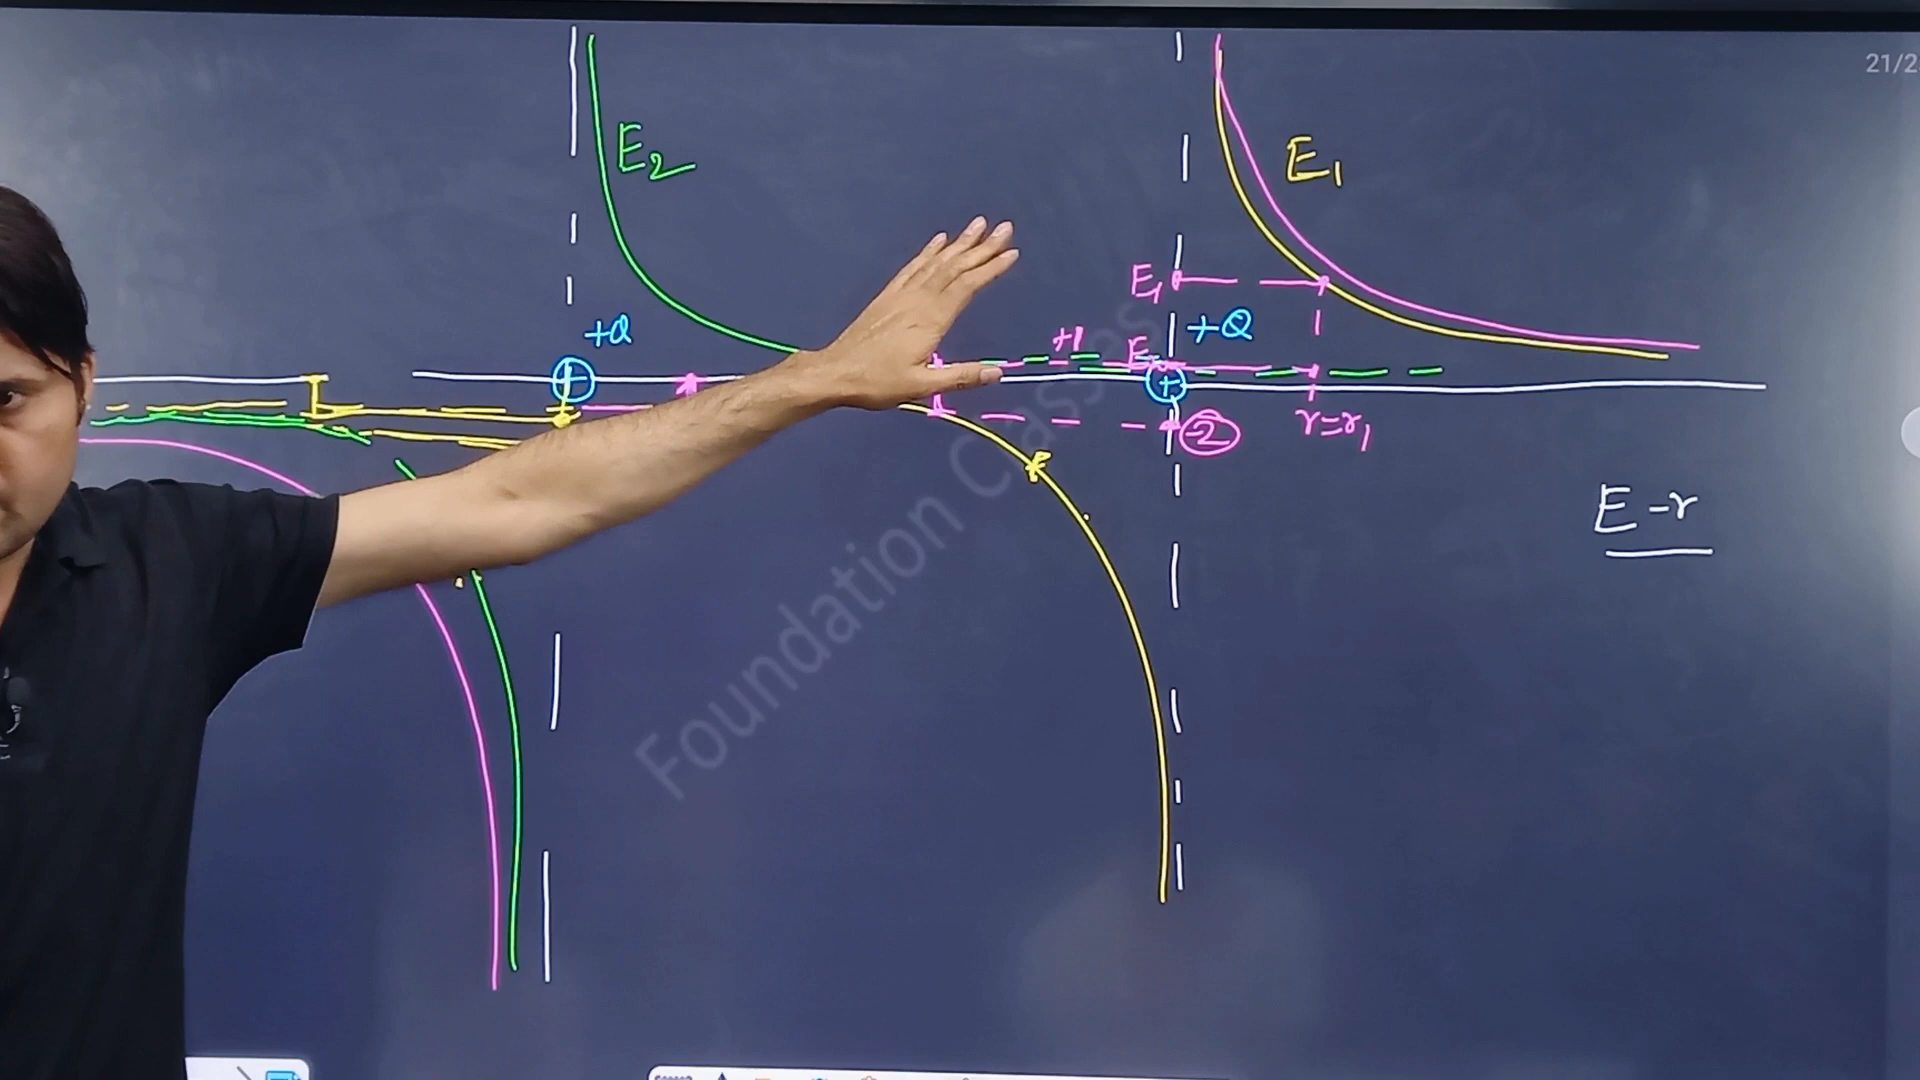 21/2
E2
E1
E1
+Q
+Q
+1
-2
r=r1
E-r
Foundation Classes